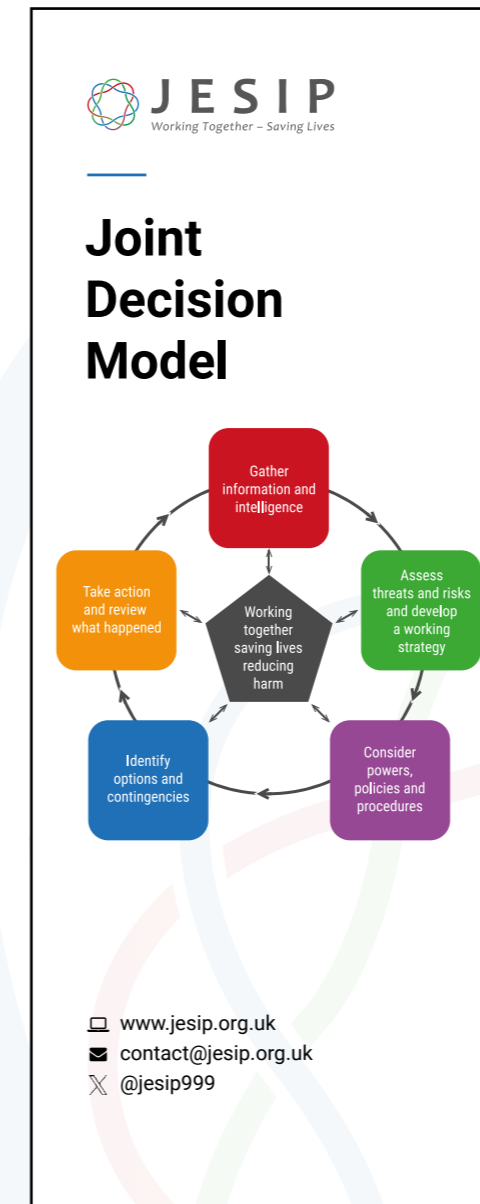 JESIP
Working Together – Saving Lives
Joint
Decision
Model
Gather
information and
intelligence
Assess
threats and risks
and develop
a working
strategy
Consider
powers,
policies and
procedures
Identify
options and
contingencies
Take action
and review
what happened
Working
together
saving lives
reducing
harm
www.jesip.org.uk
contact@jesip.org.uk
@jesip999